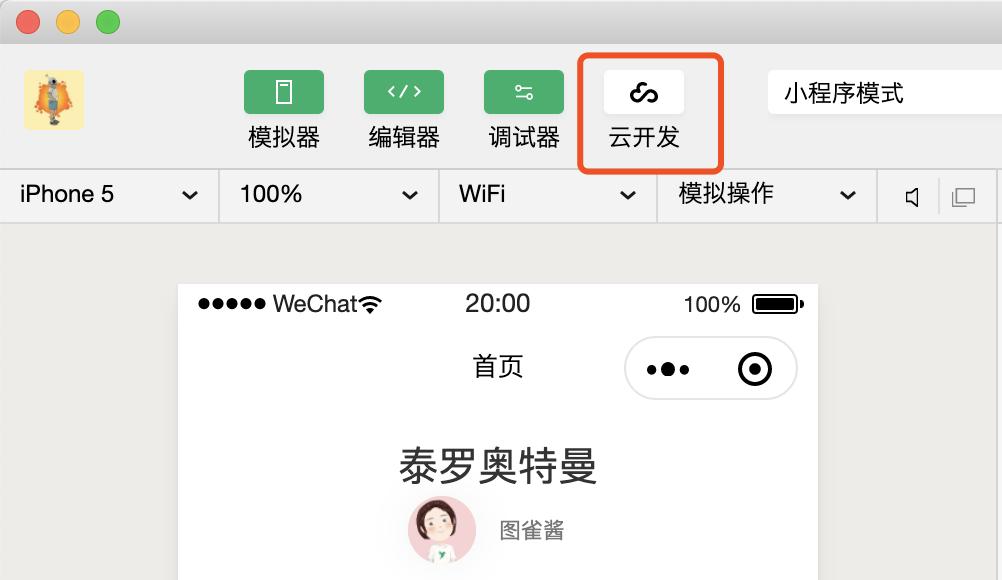 模拟器 编辑器 调试器 云开发 小程序模式
iPhone 5 100% WiFi 模拟操作
WeChat 20:00 100%
首页
泰罗奥特曼
图雀酱